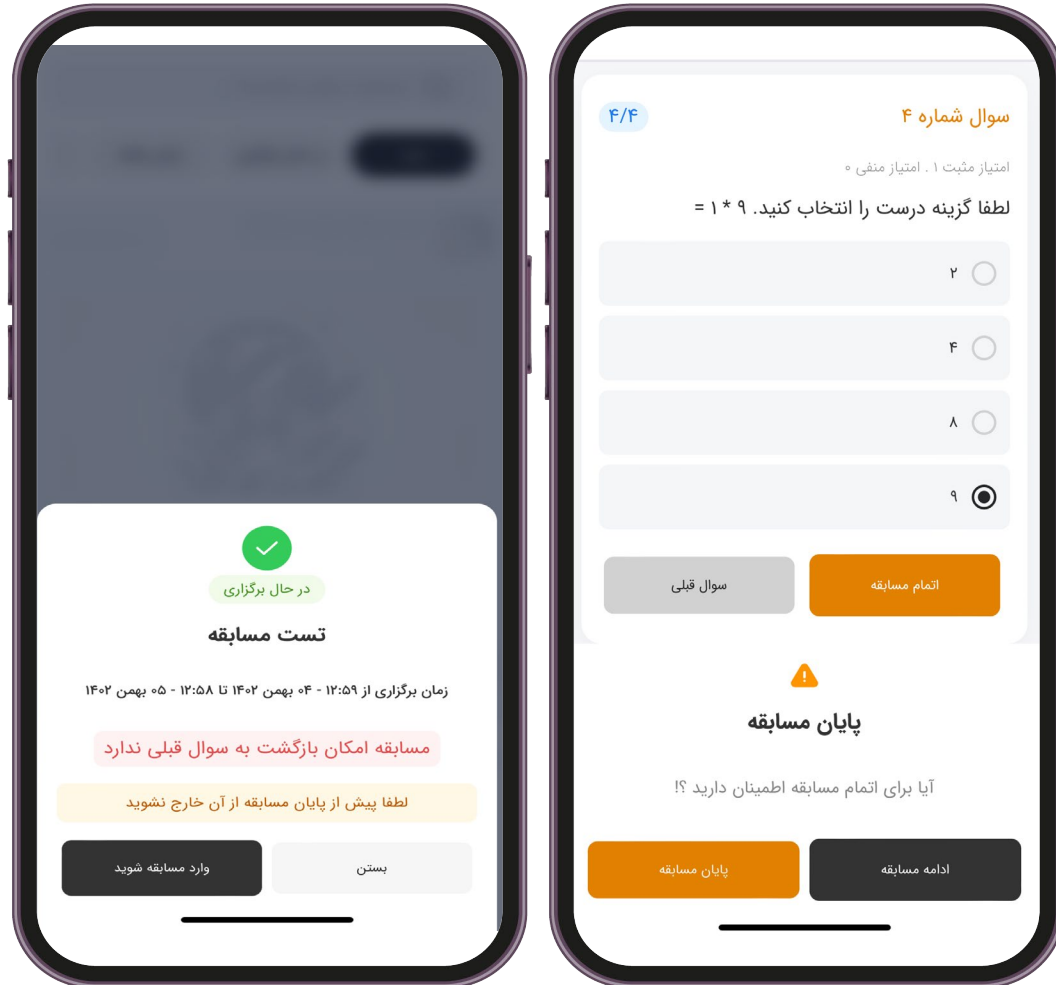 در حال برگزاری
تست مسابقه
زمان برگزاری از ۱۲:۵۹ - ۰۴ بهمن ۱۴۰۲ تا ۱۲:۵۸ - ۰۵ بهمن ۱۴۰۲
مسابقه امکان بازگشت به سوال قبلی ندارد
لطفا پیش از پایان مسابقه از آن خارج نشوید
بستن
وارد مسابقه شوید
سوال شماره ۴
۴/۴
امتیاز مثبت ۱ . امتیاز منفی ۰
لطفا گزینه درست را انتخاب کنید. ۹ * ۱ =
۲
۴
۸
۹
اتمام مسابقه
سوال قبلی
پایان مسابقه
آیا برای اتمام مسابقه اطمینان دارید ؟!
ادامه مسابقه
پایان مسابقه